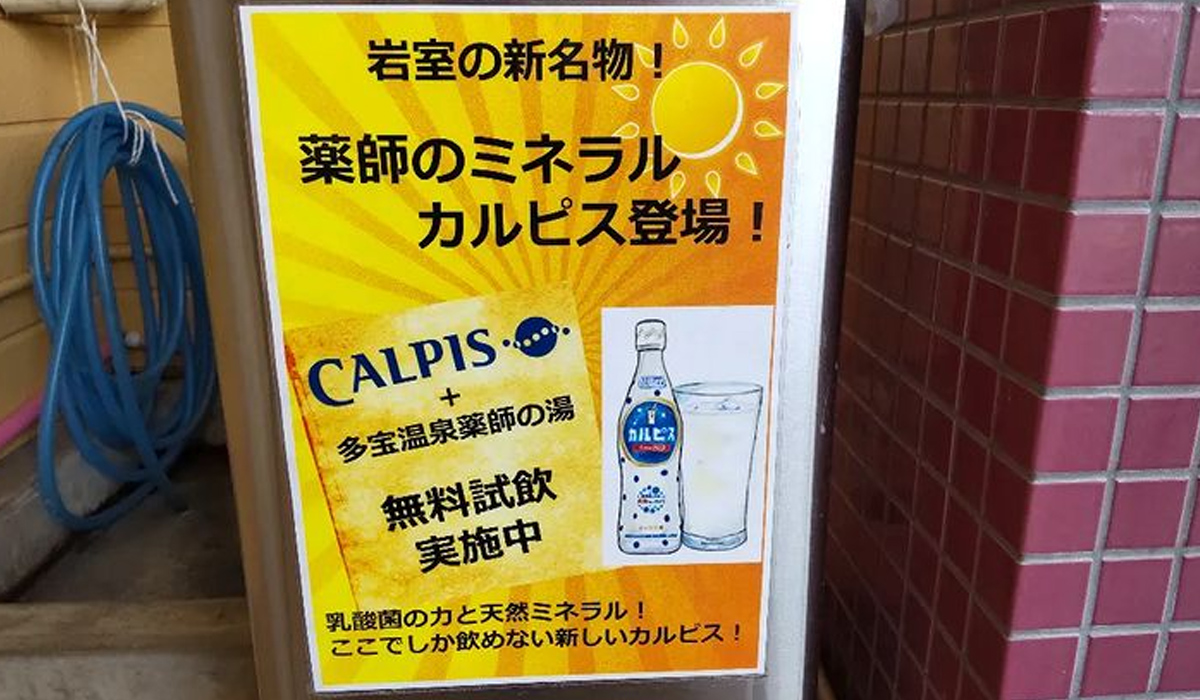 岩室の新名物！
薬師のミネラル
カルピス登場！
CALPIS
+
多宝温泉薬師の湯
無料試飲
実施中
カルピス
乳酸菌の力と天然ミネラル！
ここでしか飲めない新しいカルピス！